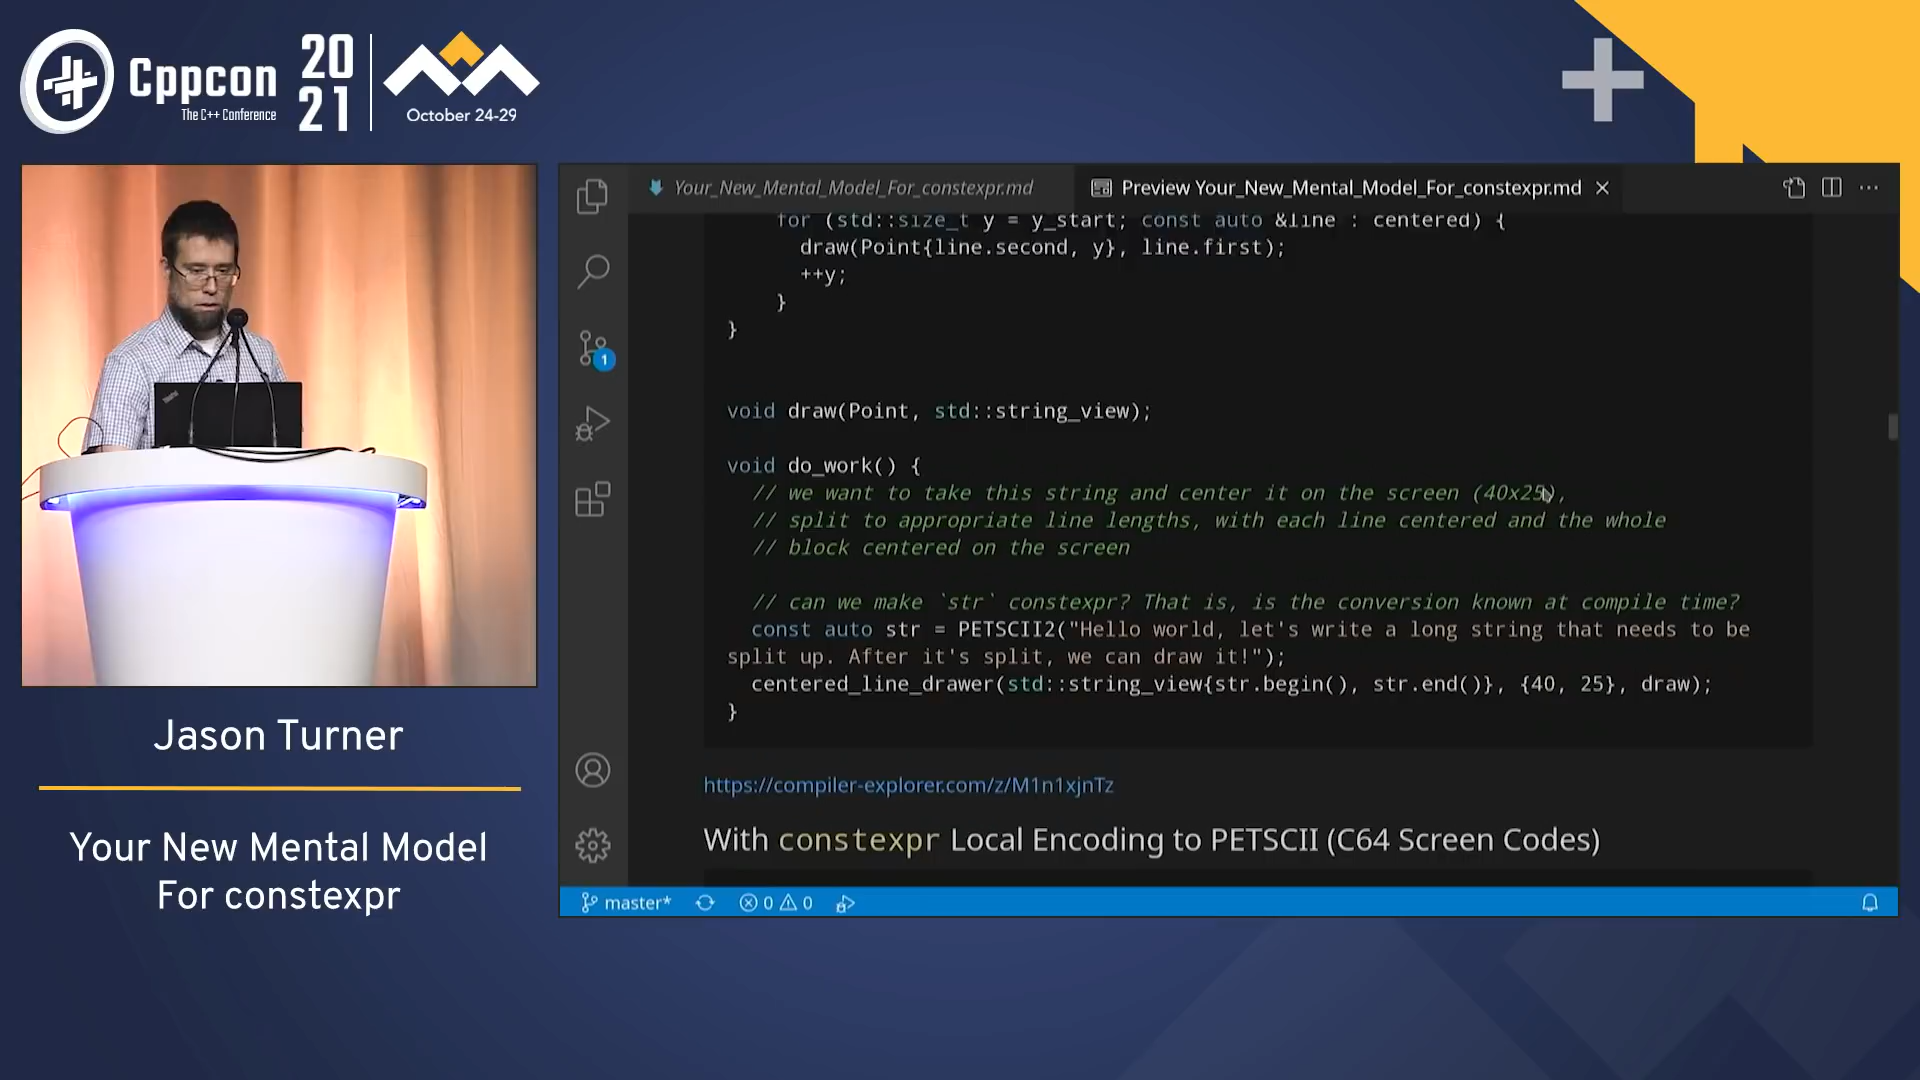 Cppcon
The C++ Conference
20
21
October 24-29
Your_New_Mental_Model_For_constexpr.md
Preview Your_New_Mental_Model_For_constexpr.md
for (std::size_t y = y_start; const auto &line : centered) {
draw(Point{line.second, y}, line.first);
++y;
}
}
void draw(Point, std::string_view);
void do_work() {
// we want to take this string and center it on the screen (40x25),
// split to appropriate line lengths, with each line centered and the whole
// block centered on the screen
// can we make `str` constexpr? That is, is the conversion known at compile time?
const auto str = PETSCII2("Hello world, let's write a long string that needs to be
split up. After it's split, we can draw it!");
centered_line_drawer(std::string_view{str.begin(), str.end()}, {40, 25}, draw);
}
https://compiler-explorer.com/z/M1n1xjnTz
With constexpr Local Encoding to PETSCII (C64 Screen Codes)
1
master* 0 0
Jason Turner
Your New Mental Model
For constexpr